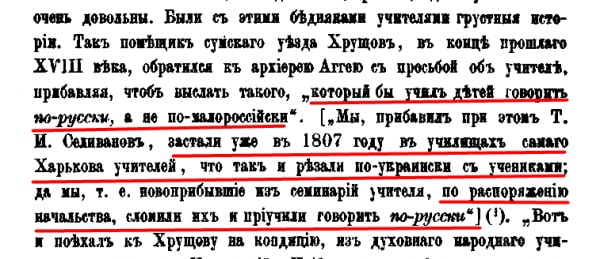 очень довольны. Были съ этими бѣдняками учителями грустныя исто-
ріи. Такъ помѣщикъ сумскаго уѣзда Хрущовъ, въ концѣ прошлаго
XVIII вѣка, обратился къ архіерею Аггею съ просьбой объ учителѣ,
прибавляя, чтобъ выслать такого, „который бы училъ дѣтей говорить
по-русски, а не по-малороссійски“. [„Мы, прибавилъ при этомъ Т.
И. Селивановъ, застали уже въ 1807 году въ училищахъ самаго
Харькова учителей, что такъ и рѣзали по-украински съ учениками;
да мы, т. е. новоприбывшіе изъ семинарій учителя, по распоряженію
начальства, сломили ихъ и пріучили говорить по-русски“] (¹). „Вотъ
и поѣхалъ къ Хрущову на кондицію, изъ духовнаго народнаго учи-